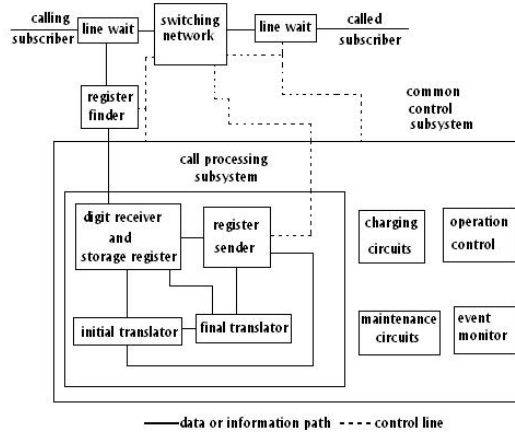 calling
subscriber
line wait
switching
network
line wait
called
subscriber
register
finder
common
control
subsystem
call processing
subsystem
digit receiver
and
storage register
register
sender
charging
circuits
operation
control
initial translator
final translator
maintenance
circuits
event
monitor
data or information path
control line